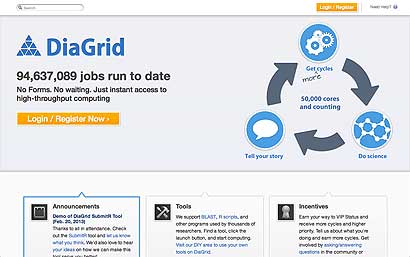 Search
Login / Register
Need Help?
DiaGrid
94,637,089 jobs run to date
No Forms. No waiting. Just instant access to
high-throughput computing
Login / Register Now ›
Get cycles
more
50,000 cores
and counting
Tell your story
Do science
Announcements
Demo of DiaGrid SubmitR Tool
(Feb. 20, 2013)
Thanks to all in attendance. Check
out the SubmitR tool and let us know
what you think. We'd also love to hear
your ideas on how we can make this
tool serve you better!
Tools
We support BLAST, R scripts, and
other programs used by thousands of
researchers. Find a tool, click the
launch button, and start computing.
Visit our DIY area to use your own
tools on DiaGrid.
Incentives
Earn your way to VIP Status and
receive more cycles and higher
priority. Tell us about what you're
doing and earn more cycles. Get
involved by asking/answering
questions in the community or